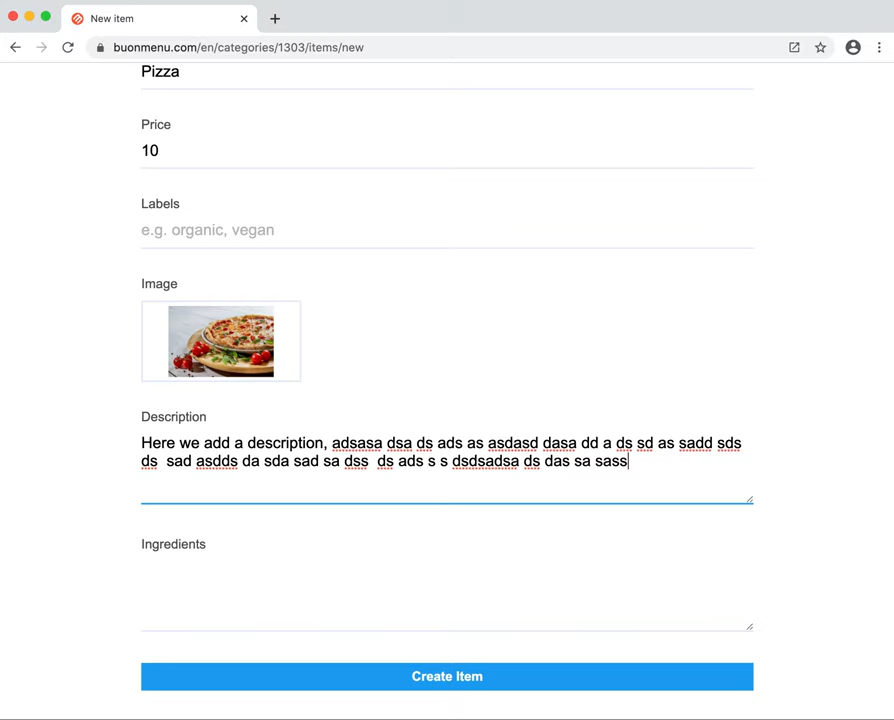 New item
buonmenu.com/en/categories/1303/items/new
Pizza
Price
10
Labels
e.g. organic, vegan
Image
Description
Here we add a description, adsasa dsa ds ads as asdasd dasa dd a ds sd as sadd sds
ds  sad asdds da sda sad sa dss  ds ads s s dsdsadsa ds das sa sass
Ingredients
Create Item